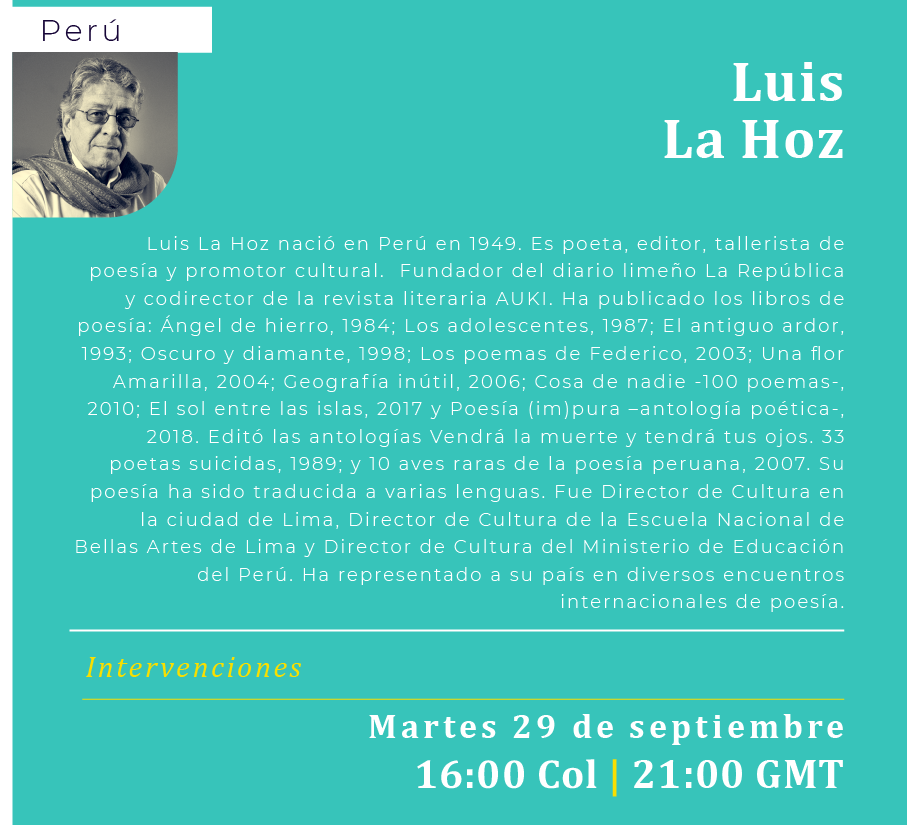 Perú
Luis
La Hoz
Luis La Hoz nació en Perú en 1949. Es poeta, editor, tallerista de
poesía y promotor cultural. Fundador del diario limeño La República
y codirector de la revista literaria AUKI. Ha publicado los libros de
poesía: Ángel de hierro, 1984; Los adolescentes, 1987; El antiguo ardor,
1993; Oscuro y diamante, 1998; Los poemas de Federico, 2003; Una flor
Amarilla, 2004; Geografía inútil, 2006; Cosa de nadie -100 poemas-,
2010; El sol entre las islas, 2017 y Poesía (im)pura –antología poética-,
2018. Editó las antologías Vendrá la muerte y tendrá tus ojos. 33
poetas suicidas, 1989; y 10 aves raras de la poesía peruana, 2007. Su
poesía ha sido traducida a varias lenguas. Fue Director de Cultura en
la ciudad de Lima, Director de Cultura de la Escuela Nacional de
Bellas Artes de Lima y Director de Cultura del Ministerio de Educación
del Perú. Ha representado a su país en diversos encuentros
internacionales de poesía.
Intervenciones
Martes 29 de septiembre
16:00 Col | 21:00 GMT